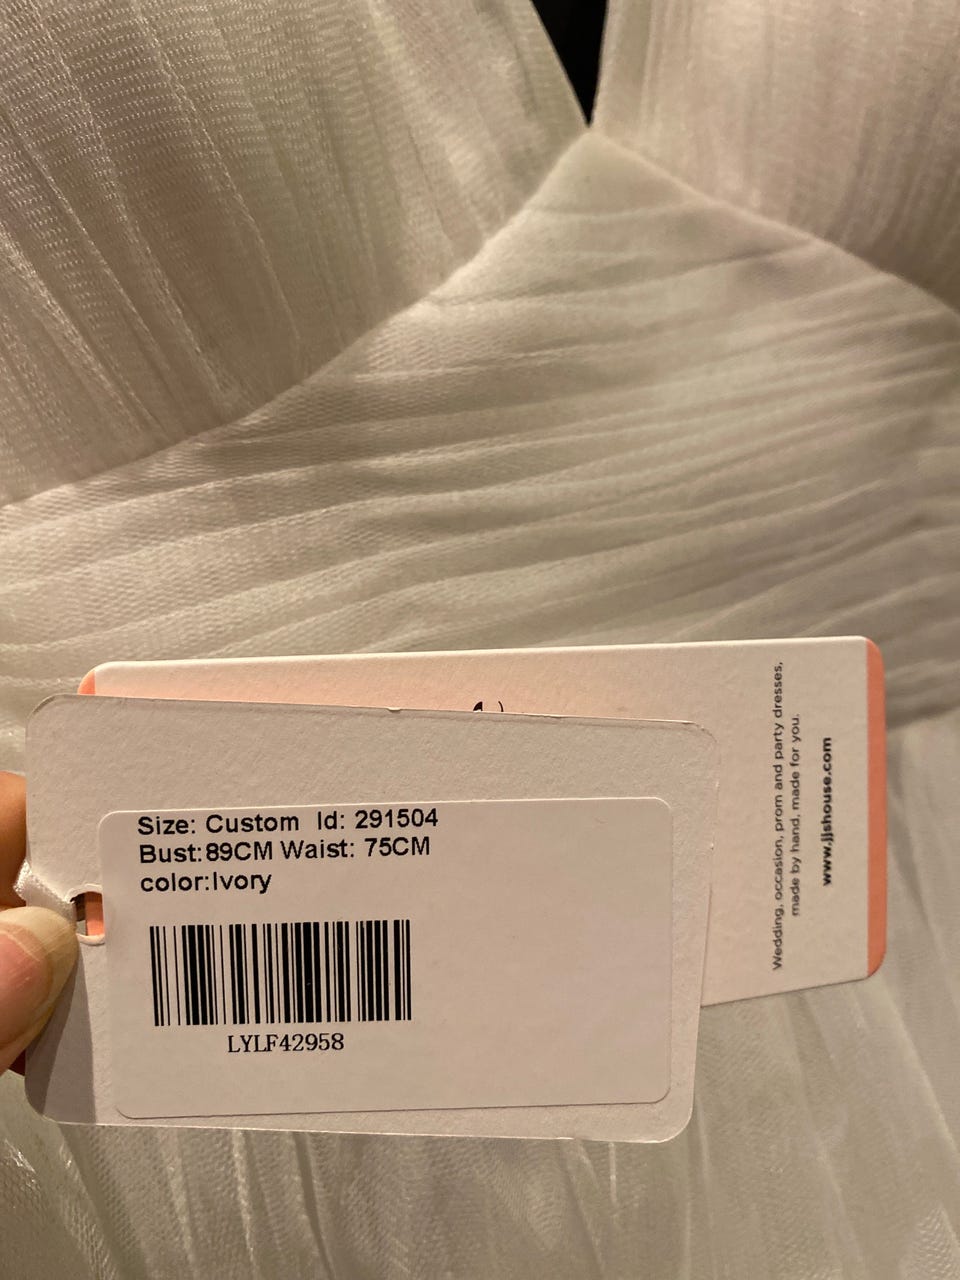 Size: Custom Id: 291504
Bust:89CM Waist: 75CM
color:Ivory
LYLF42958
Wedding, occasion, prom and party dresses,
made by hand, made for you.
www.jjshouse.com